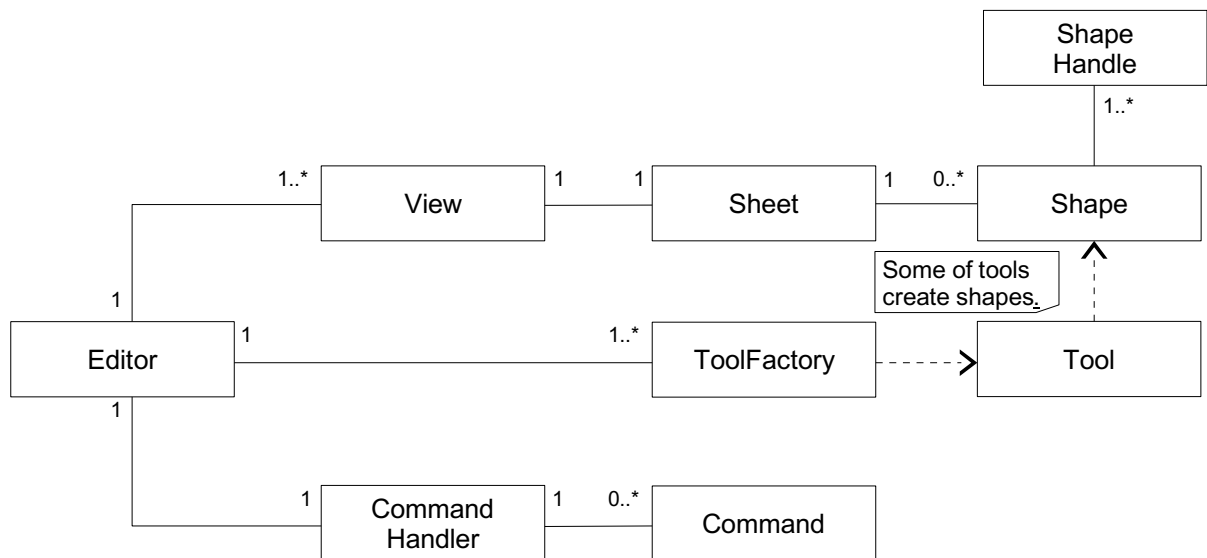 Shape
Handle
1..*
1..*
View
1
1
Sheet
1
0..*
Shape
Some of tools
create shapes.
1
Editor
1
1..*
ToolFactory
Tool
1
1
Command
Handler
1
0..*
Command